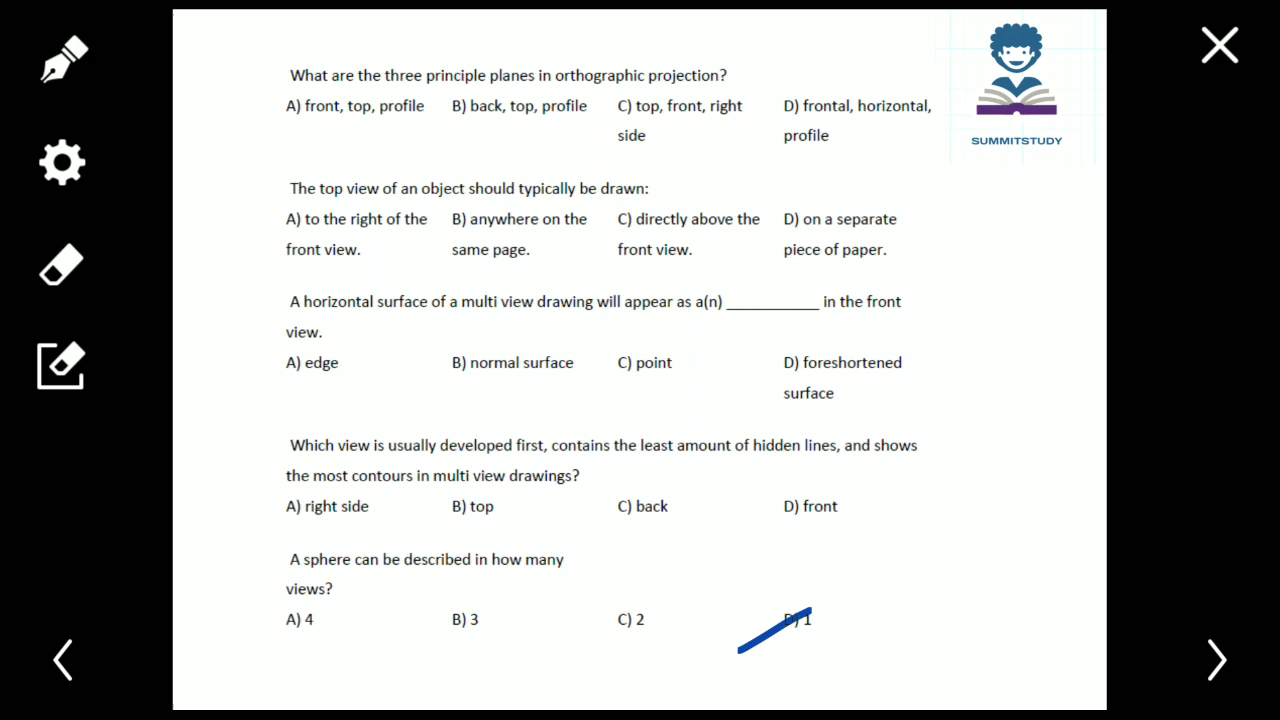 What are the three principle planes in orthographic projection?
A) front, top, profile B) back, top, profile C) top, front, right side D) frontal, horizontal, profile
SUMMITSTUDY
The top view of an object should typically be drawn:
A) to the right of the front view. B) anywhere on the same page. C) directly above the front view. D) on a separate piece of paper.
A horizontal surface of a multi view drawing will appear as a(n) ___________ in the front
view.
A) edge B) normal surface C) point D) foreshortened surface
Which view is usually developed first, contains the least amount of hidden lines, and shows
the most contours in multi view drawings?
A) right side B) top C) back D) front
A sphere can be described in how many
views?
A) 4 B) 3 C) 2 D) 1